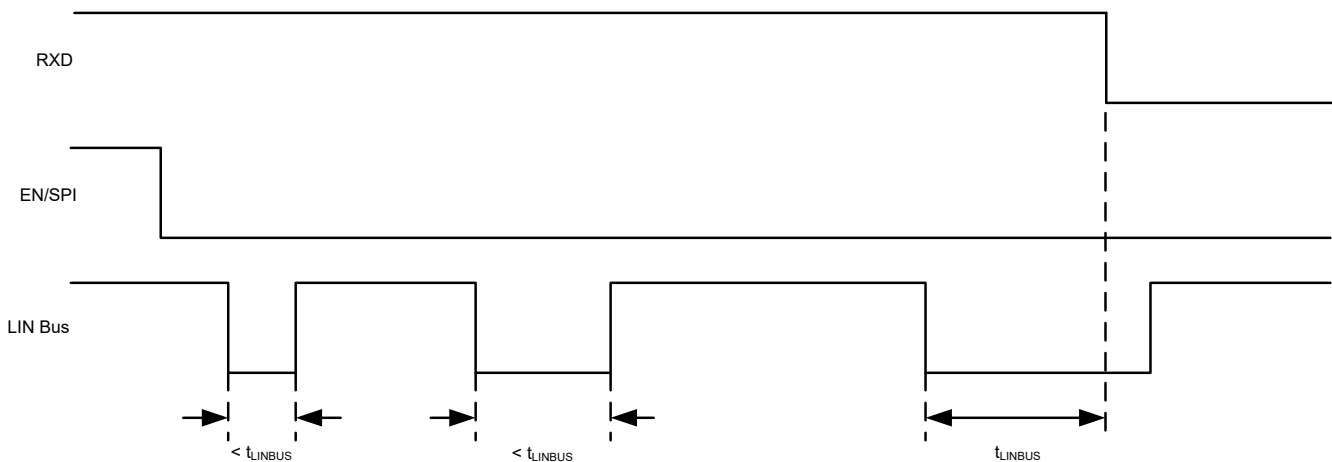 RXD
EN/SPI
LIN Bus
< tLINBUS
< tLINBUS
tLINBUS